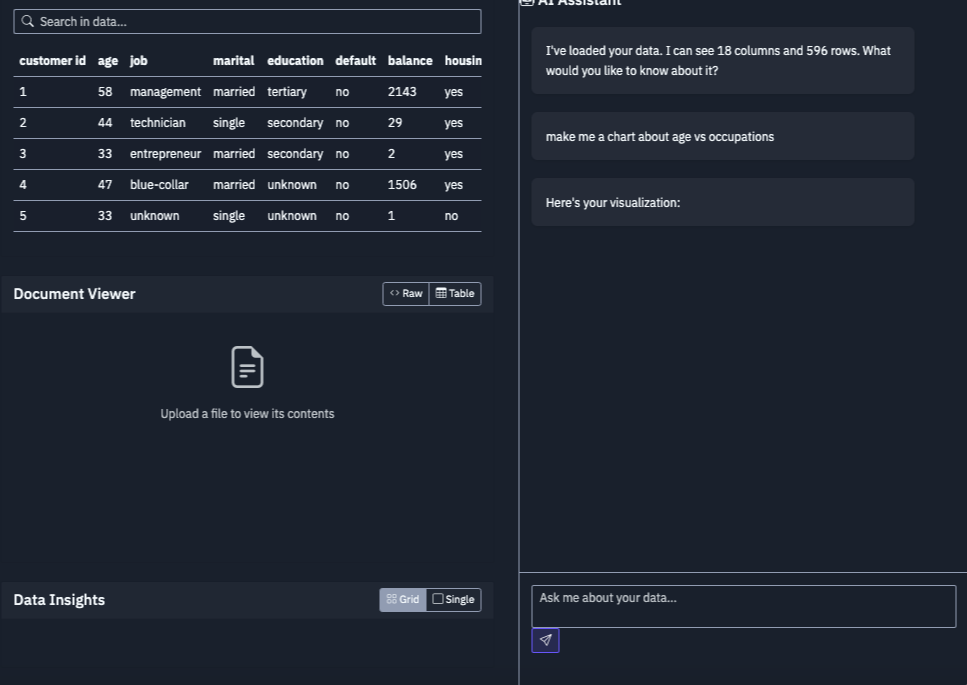 Search in data...
customer id age job marital education default balance housin
1 58 management married tertiary no 2143 yes
2 44 technician single secondary no 29 yes
3 33 entrepreneur married secondary no 2 yes
4 47 blue-collar married unknown no 1506 yes
5 33 unknown single unknown no 1 no
Document Viewer
<> Raw Table
Upload a file to view its contents
Data Insights
Grid Single
AI Assistant
I've loaded your data. I can see 18 columns and 596 rows. What
would you like to know about it?
make me a chart about age vs occupations
Here's your visualization:
Ask me about your data...